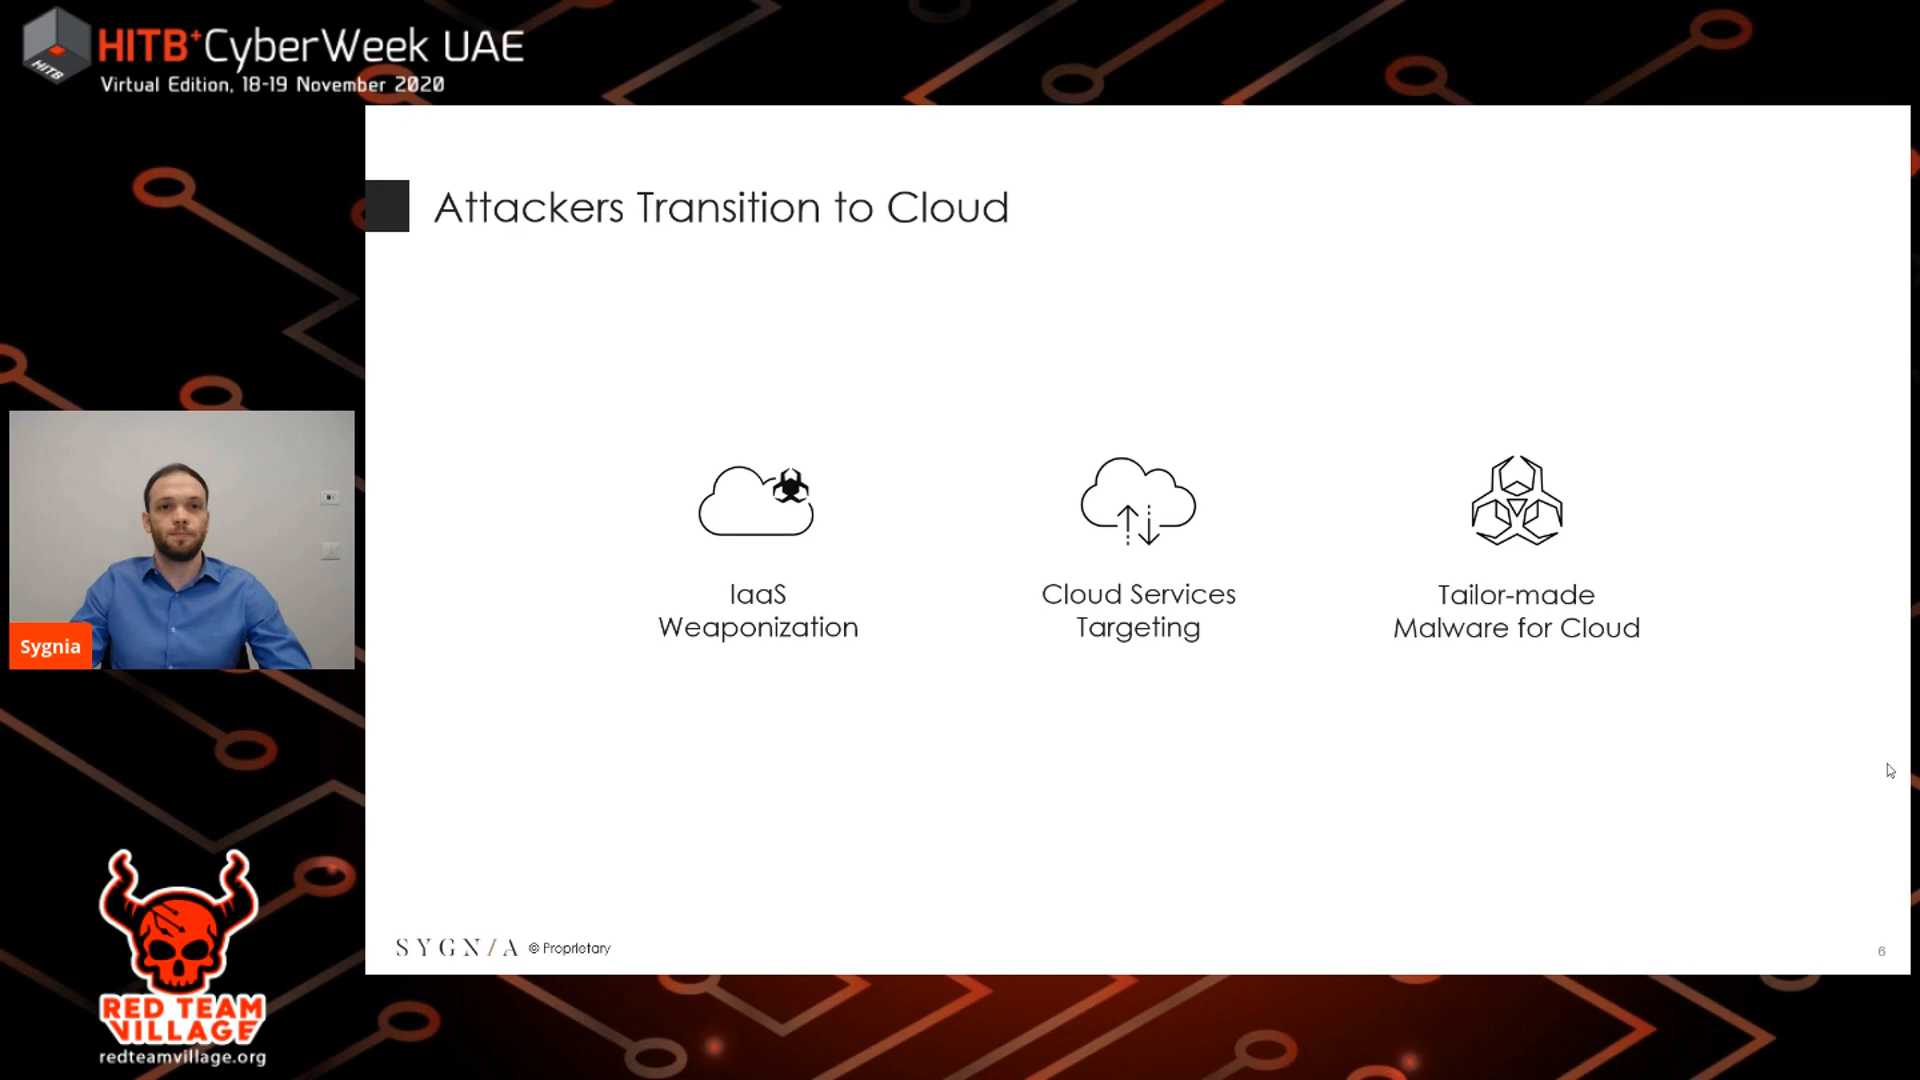 HITB+CyberWeek UAE
HITB
Virtual Edition, 18-19 November 2020
Attackers Transition to Cloud
IaaS
Weaponization
Cloud Services
Targeting
Tailor-made
Malware for Cloud
Sygnia
SYGNIA © Proprietary
6
RED TEAM
VILLAGE
redteamvillage.org